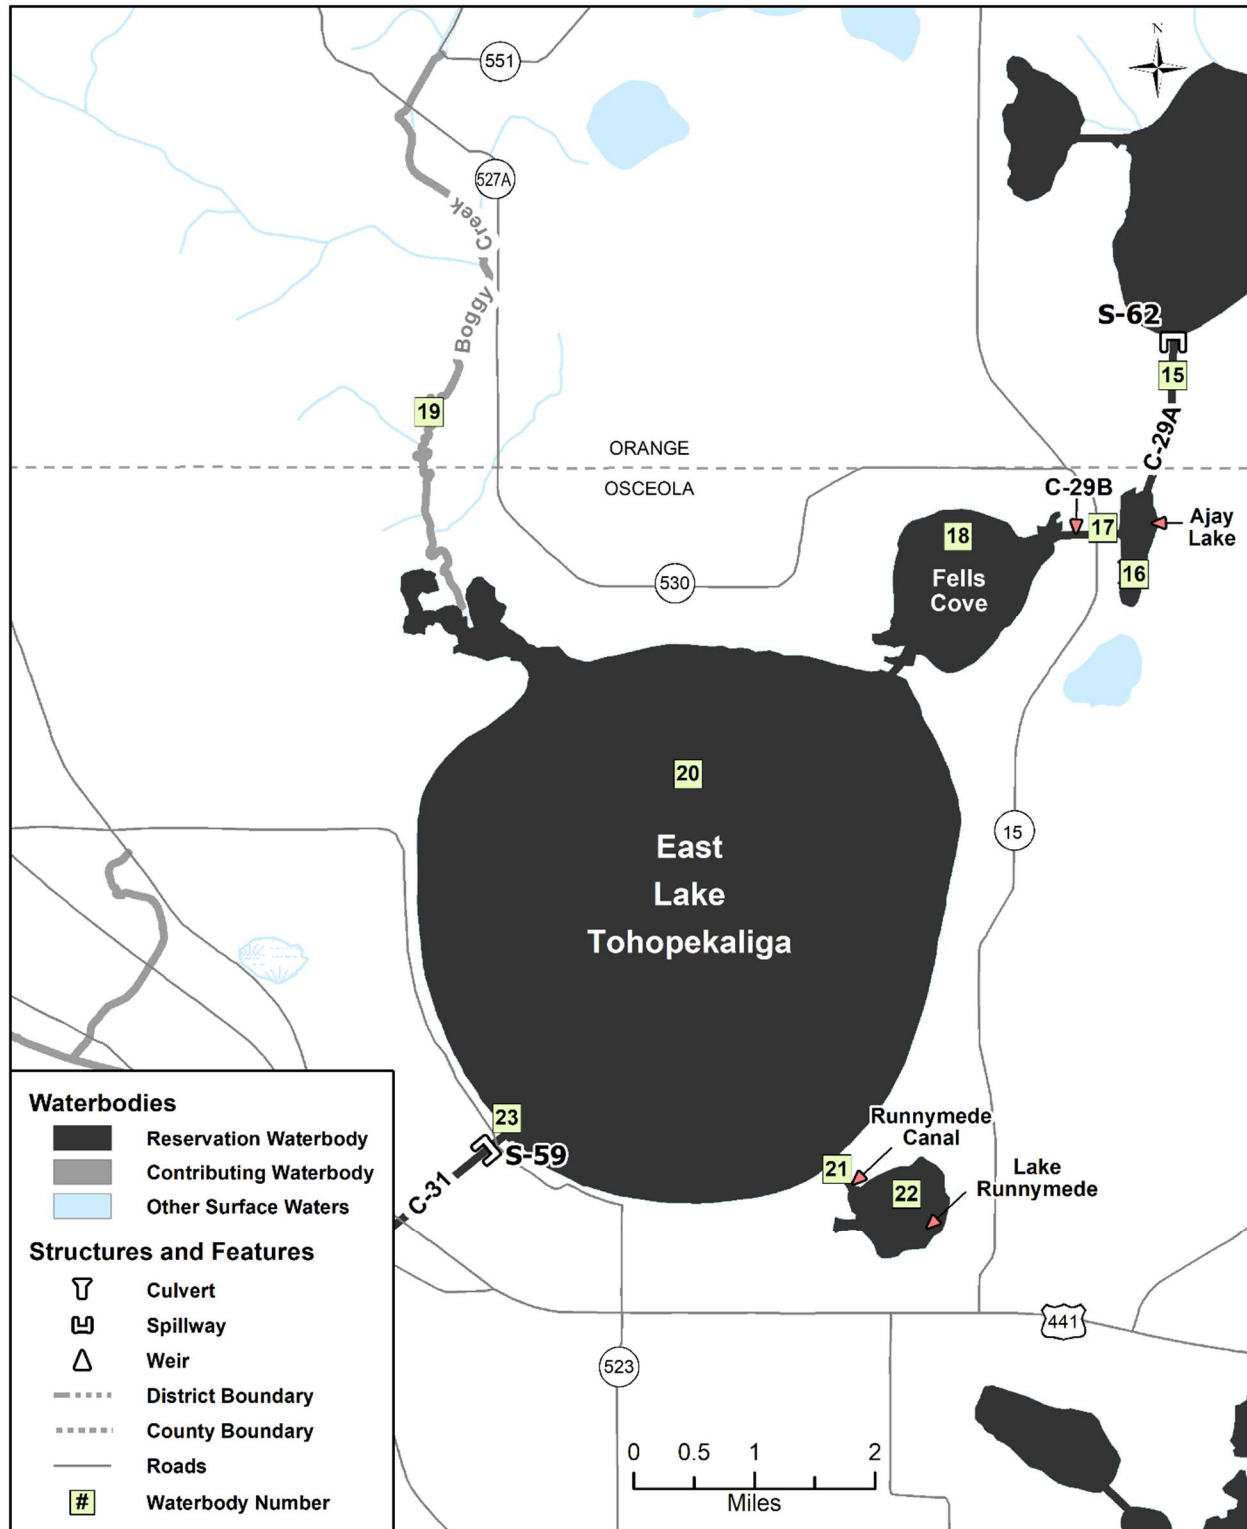 N
551
527A
Boggy Creek
S-62
15
C-29A
19
ORANGE
OSCEOLA
C-29B
17
Ajay
Lake
18
16
Fells
Cove
530
20
East
Lake
Tohopekaliga
15
23
S-59
C-31
Runnymede
Canal
21
22
Lake
Runnymede
441
523
0 0.5 1 2
Miles
Waterbodies
Reservation Waterbody
Contributing Waterbody
Other Surface Waters
Structures and Features
Culvert
Spillway
Weir
District Boundary
County Boundary
Roads
# Waterbody Number